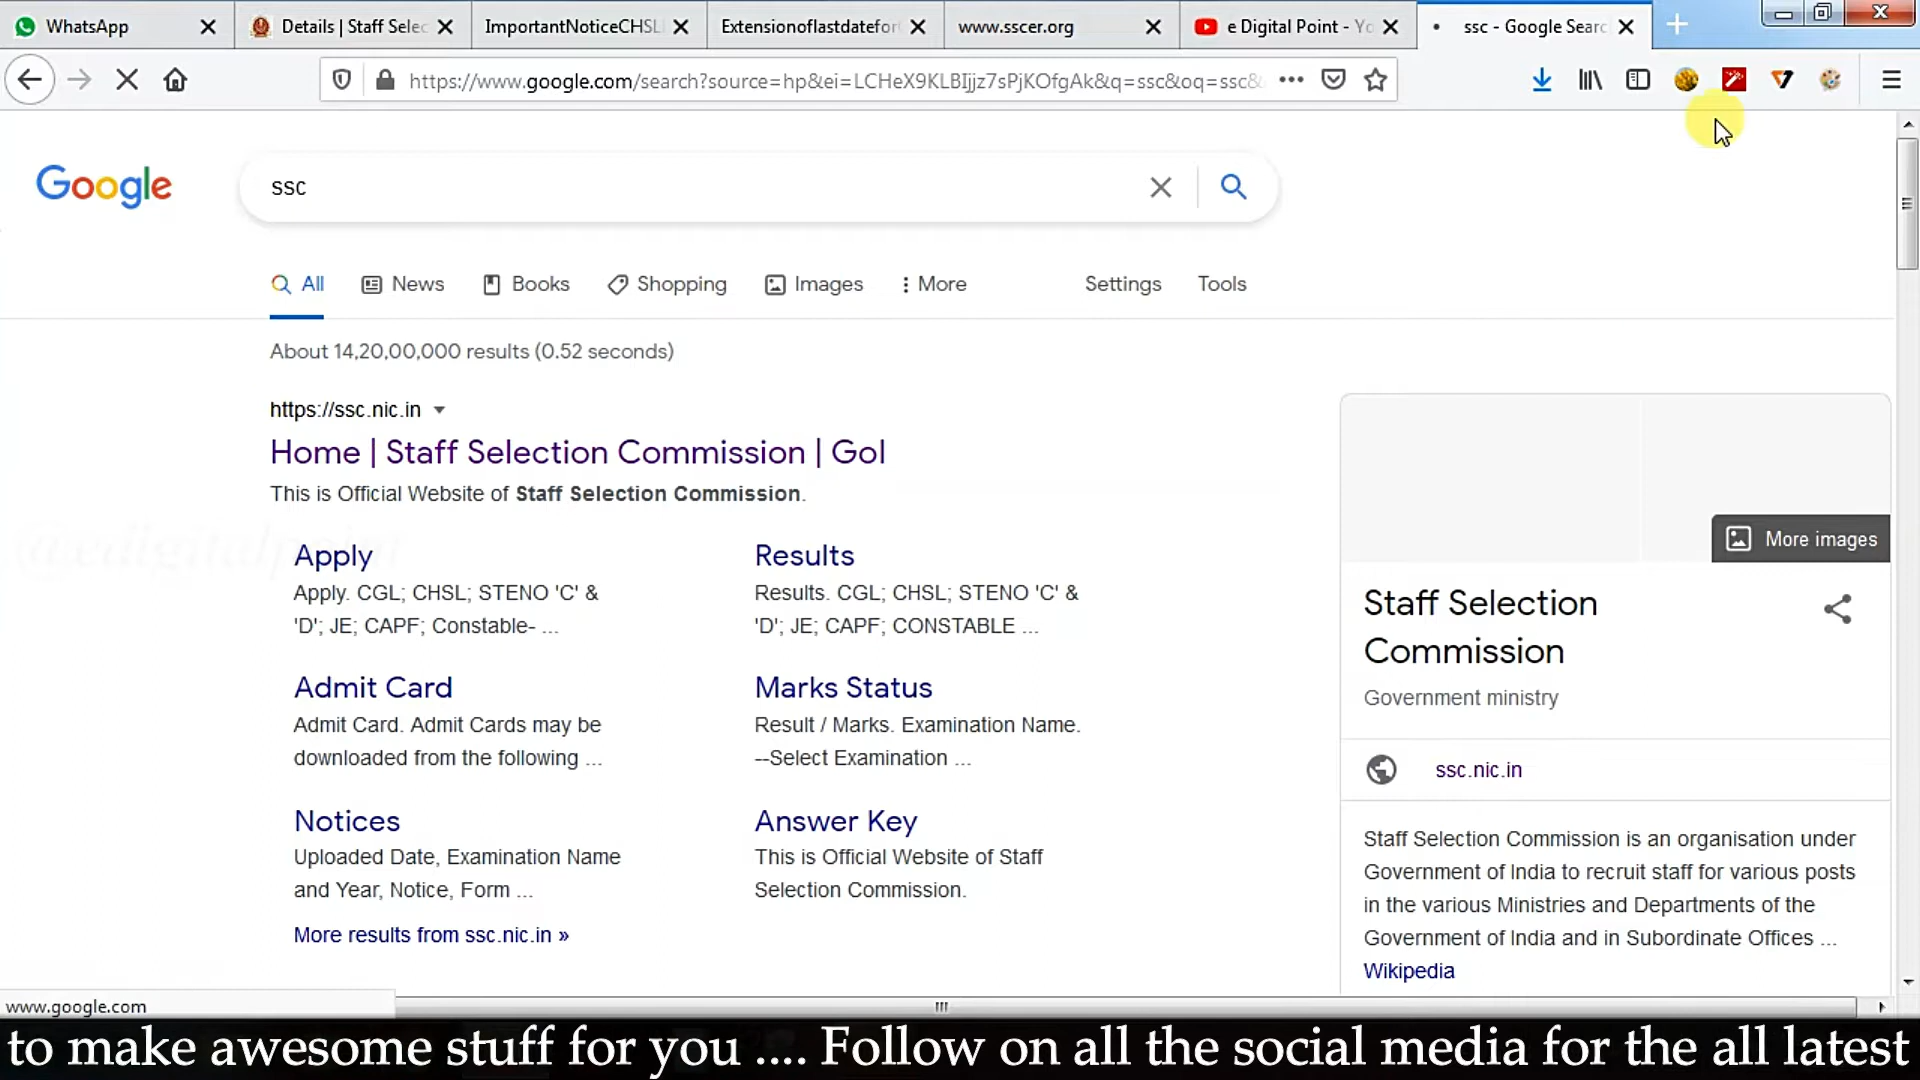 WhatsApp
Details | Staff Selec
ImportantNoticeCHSL
Extensionoflastdatefor
www.sscer.org
e Digital Point - Yo
ssc - Google Searc
https://www.google.com/search?source=hp&ei=LCHeX9KLBIjjz7sPjKOfgAk&q=ssc&oq=ssc&
Google
ssc
All
News
Books
Shopping
Images
More
Settings
Tools
About 14,20,00,000 results (0.52 seconds)
https://ssc.nic.in
Home | Staff Selection Commission | GoI
This is Official Website of Staff Selection Commission.
@edigitalpoint
Apply
Apply. CGL; CHSL; STENO 'C' &
'D'; JE; CAPF; Constable- ...
Results
Results. CGL; CHSL; STENO 'C' &
'D'; JE; CAPF; CONSTABLE ...
Admit Card
Admit Card. Admit Cards may be
downloaded from the following ...
Marks Status
Result / Marks. Examination Name.
--Select Examination ...
Notices
Uploaded Date, Examination Name
and Year, Notice, Form ...
Answer Key
This is Official Website of Staff
Selection Commission.
More results from ssc.nic.in »
More images
Staff Selection
Commission
Government ministry
ssc.nic.in
Staff Selection Commission is an organisation under
Government of India to recruit staff for various posts
in the various Ministries and Departments of the
Government of India and in Subordinate Offices ...
Wikipedia
www.google.com
to make awesome stuff for you .... Follow on all the social media for the all latest